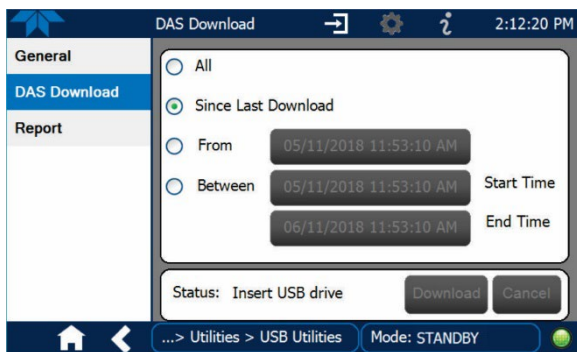 DAS Download 2:12:20 PM
General
DAS Download
Report
All
Since Last Download
From 05/11/2018 11:53:10 AM
Between 05/11/2018 11:53:10 AM Start Time
06/11/2018 11:53:10 AM End Time
Status: Insert USB drive Download Cancel
...> Utilities > USB Utilities Mode: STANDBY